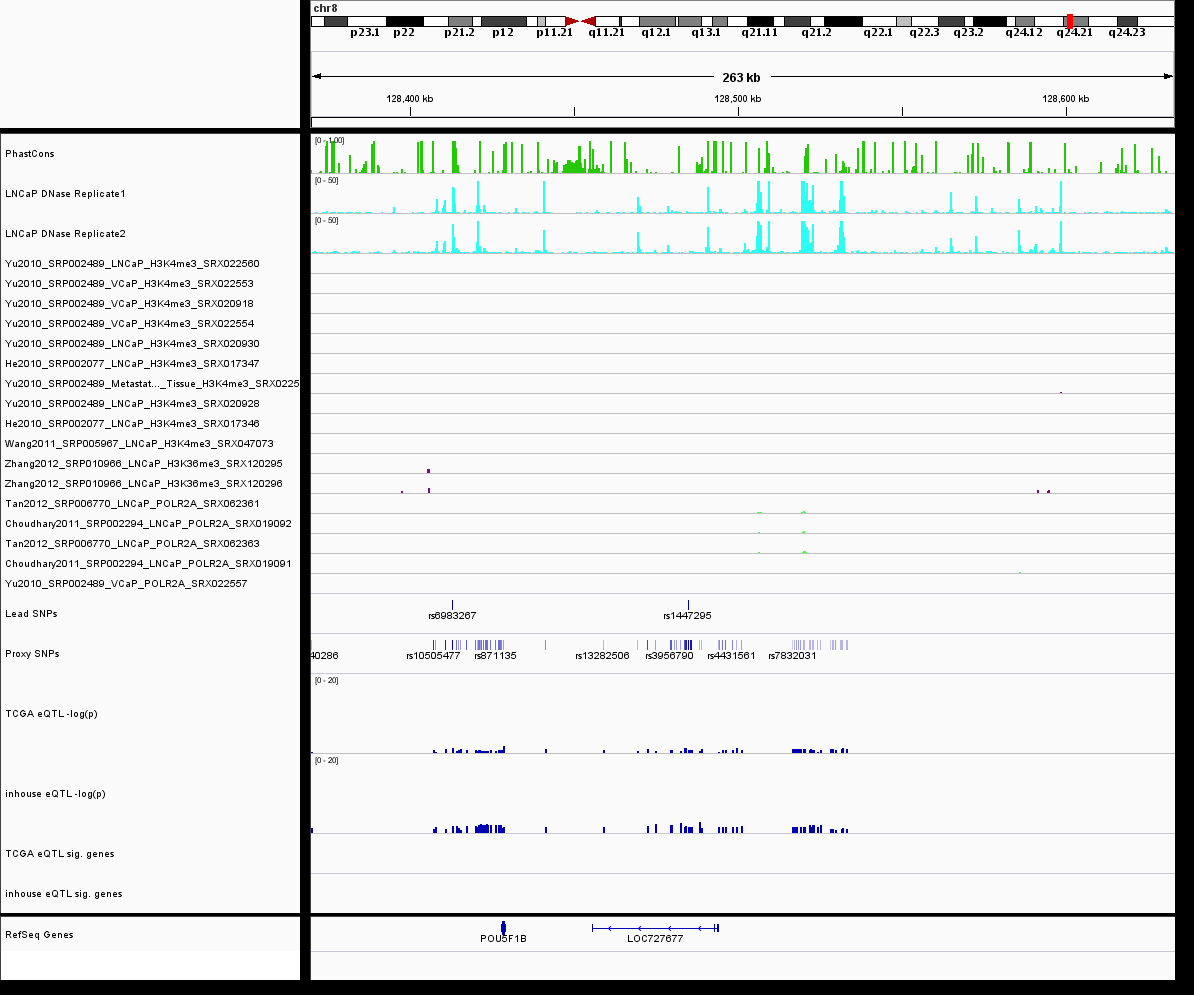 chr8
p23.1 p22 p21.2 p12 p11.21 q11.21 q12.1 q13.1 q21.11 q21.2 q22.1 q22.3 q23.2 q24.12 q24.21 q24.23
263 kb
128,400 kb 128,500 kb 128,600 kb
PhastCons [0 - 1.00]
LNCaP DNase Replicate1 [0 - 50]
LNCaP DNase Replicate2 [0 - 50]
Yu2010_SRP002489_LNCaP_H3K4me3_SRX022560
Yu2010_SRP002489_VCaP_H3K4me3_SRX022553
Yu2010_SRP002489_VCaP_H3K4me3_SRX020918
Yu2010_SRP002489_VCaP_H3K4me3_SRX022554
Yu2010_SRP002489_LNCaP_H3K4me3_SRX020930
He2010_SRP002077_LNCaP_H3K4me3_SRX017347
Yu2010_SRP002489_Metastat..._Tissue_H3K4me3_SRX0225
Yu2010_SRP002489_LNCaP_H3K4me3_SRX020928
He2010_SRP002077_LNCaP_H3K4me3_SRX017346
Wang2011_SRP005967_LNCaP_H3K4me3_SRX047073
Zhang2012_SRP010966_LNCaP_H3K36me3_SRX120295
Zhang2012_SRP010966_LNCaP_H3K36me3_SRX120296
Tan2012_SRP006770_LNCaP_POLR2A_SRX062361
Choudhary2011_SRP002294_LNCaP_POLR2A_SRX019092
Tan2012_SRP006770_LNCaP_POLR2A_SRX062363
Choudhary2011_SRP002294_LNCaP_POLR2A_SRX019091
Yu2010_SRP002489_VCaP_POLR2A_SRX022557
Lead SNPs rs6983267 rs1447295
Proxy SNPs 40286 rs10505477 rs871135 rs13282506 rs3956790 rs4431561 rs7832031
[0 - 20]
TCGA eQTL -log(p)
[0 - 20]
inhouse eQTL -log(p)
TCGA eQTL sig. genes
inhouse eQTL sig. genes
RefSeq Genes POU5F1B LOC727677